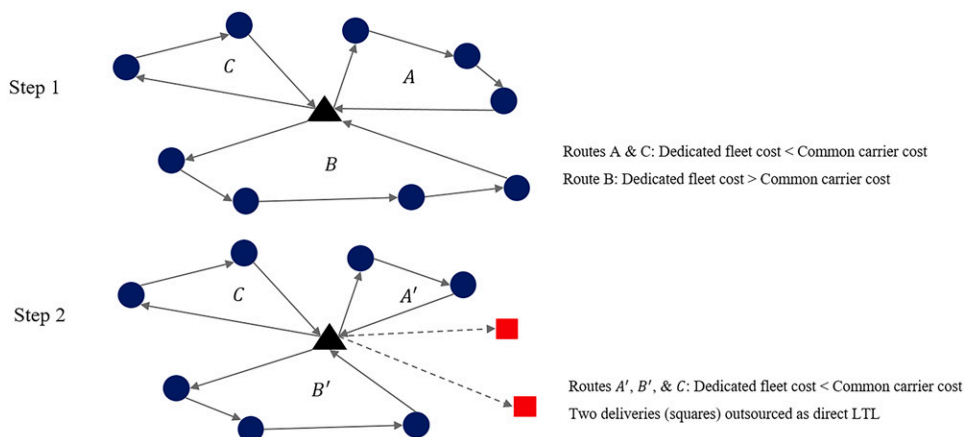 C
A
Step 1
B
Routes A & C: Dedicated fleet cost < Common carrier cost
Route B: Dedicated fleet cost > Common carrier cost
C
A′
Step 2
B′
Routes A′, B′, & C: Dedicated fleet cost < Common carrier cost
Two deliveries (squares) outsourced as direct LTL